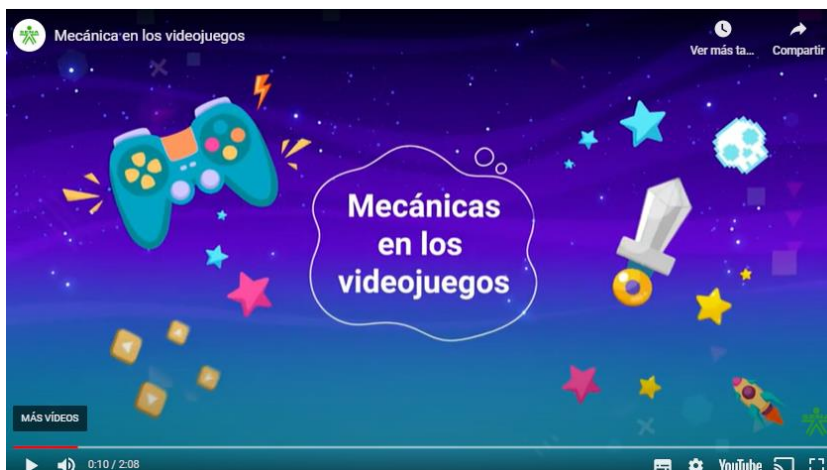 Mecánica en los videojuegos
Ver más ta...
Compartir
Mecánicas
en los
videojuegos
MÁS VÍDEOS
0:10 / 2:08
YouTube